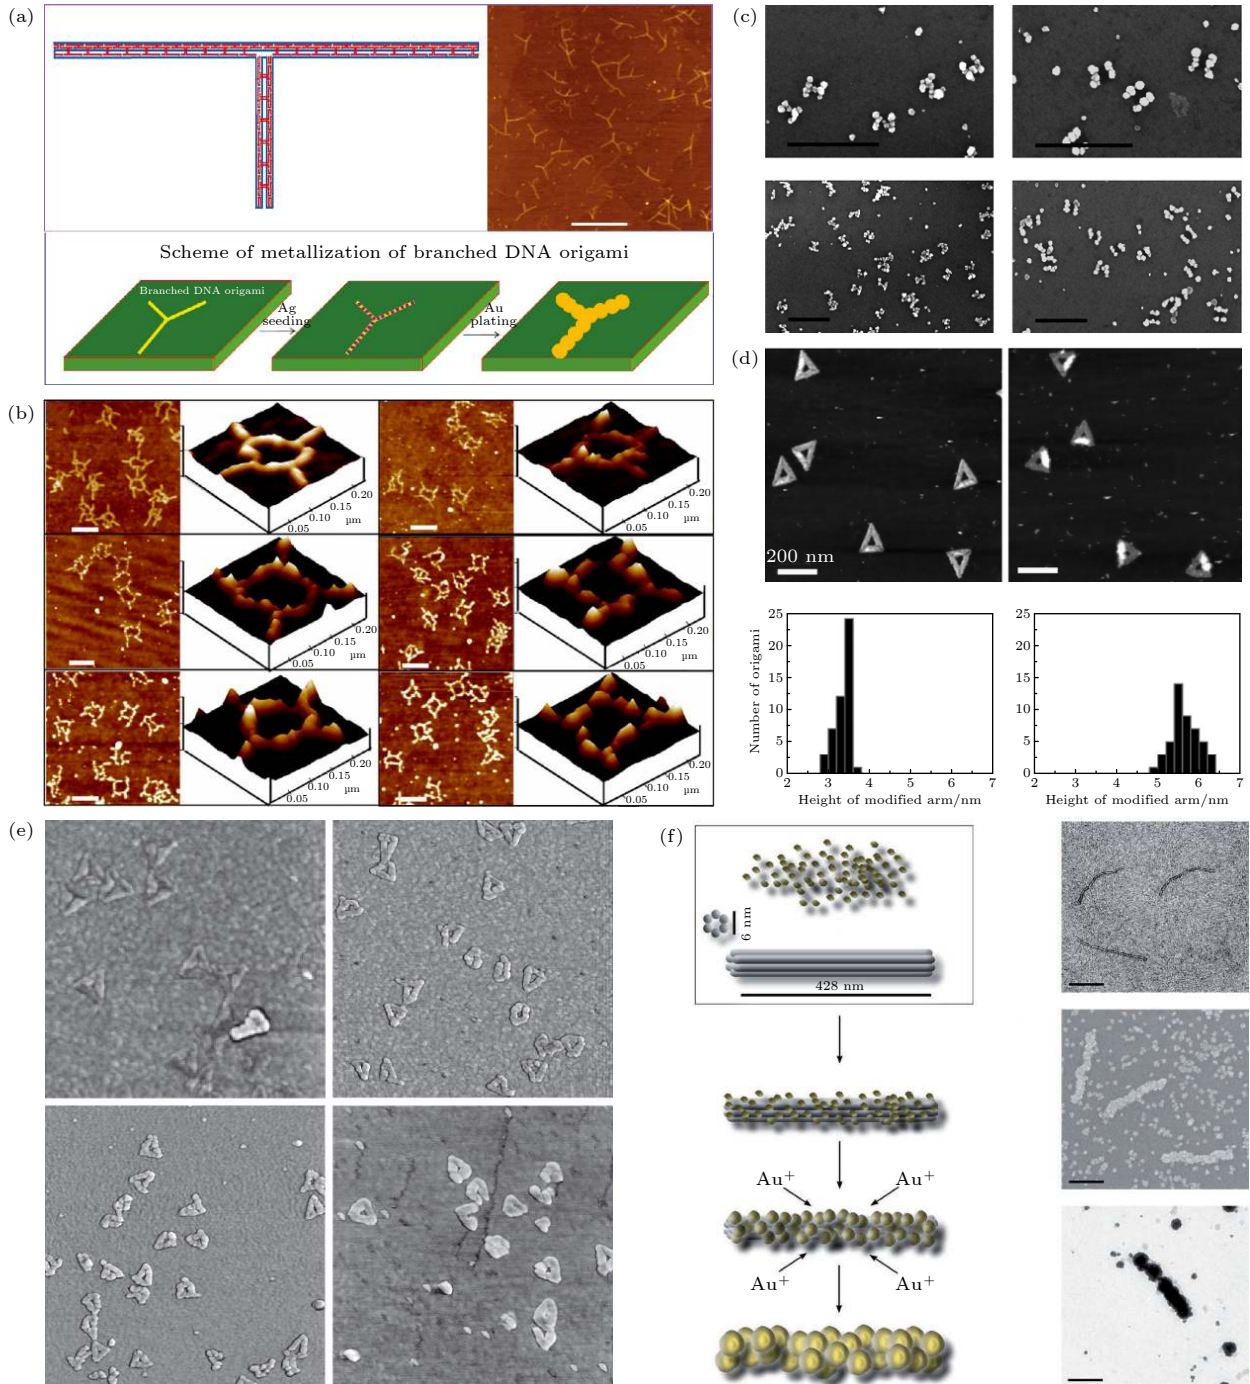 (a)
Scheme of metallization of branched DNA origami
Branched DNA origami
Ag
seeding
Au
plating
(b)
0.05
0.10
0.15
0.20
µm
0.05
0.10
0.15
0.20
µm
0.05
0.10
0.15
0.20
µm
0.05
0.10
0.15
0.20
µm
0.05
0.10
0.15
0.20
µm
0.05
0.10
0.15
0.20
µm
(c)
(d)
200 nm
25
20
15
10
5
0
2 3 4 5 6 7
Number of origami
Height of modified arm/nm
25
20
15
10
5
0
2 3 4 5 6 7
Height of modified arm/nm
(e)
(f)
6 nm
428 nm
Au+ Au+
Au+ Au+